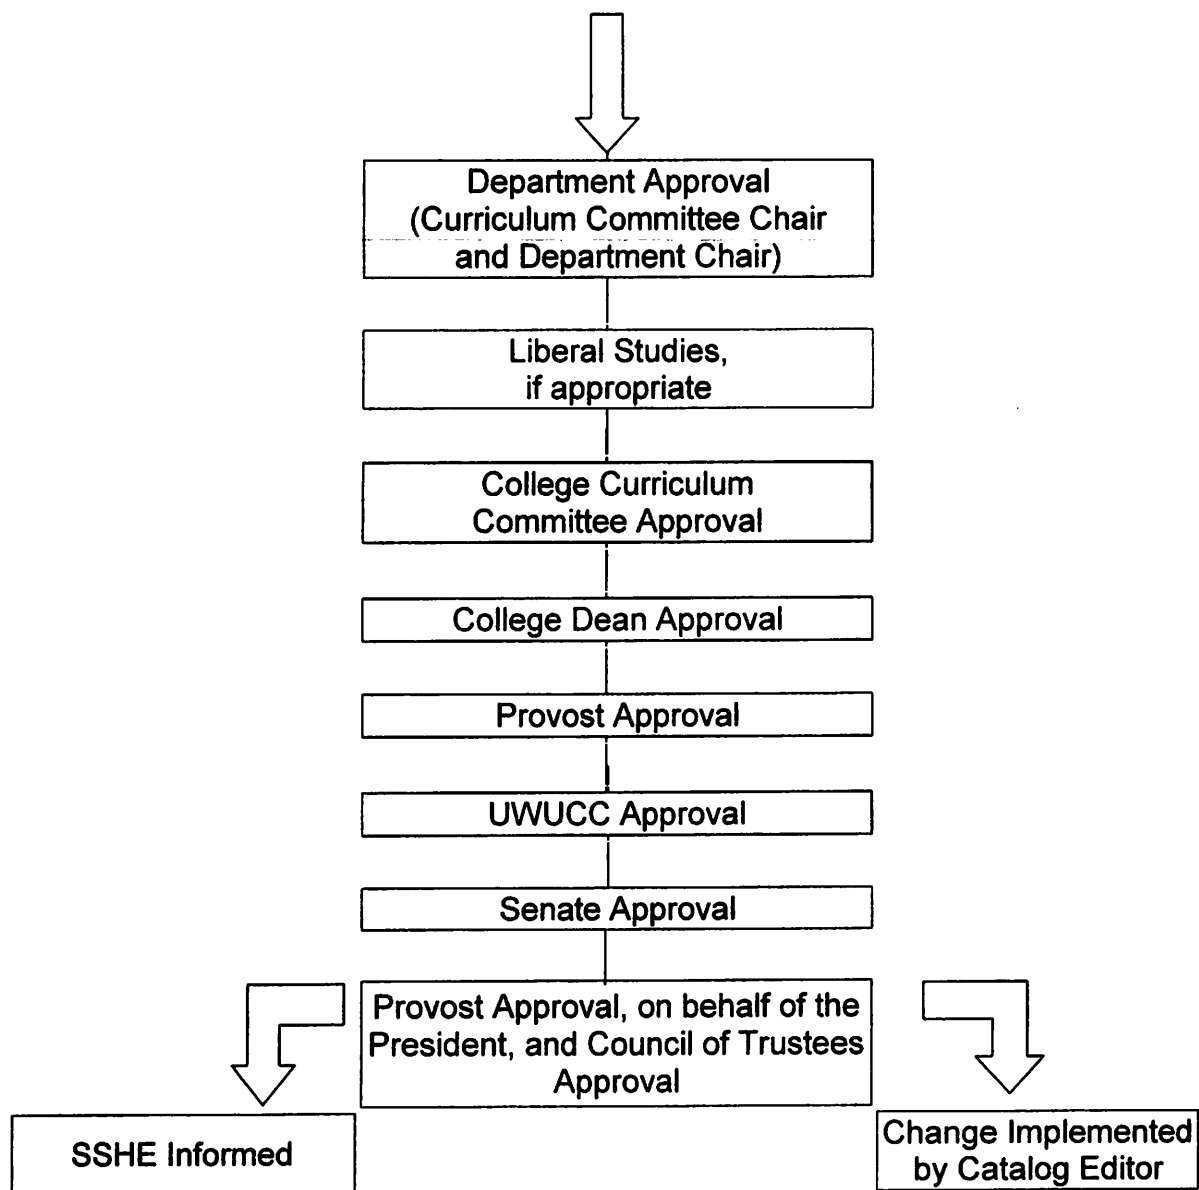 Department Approval
(Curriculum Committee Chair
and Department Chair)
Liberal Studies,
if appropriate
College Curriculum
Committee Approval
College Dean Approval
Provost Approval
UWUCC Approval
Senate Approval
Provost Approval, on behalf of the
President, and Council of Trustees
Approval
SSHE Informed
Change Implemented
by Catalog Editor